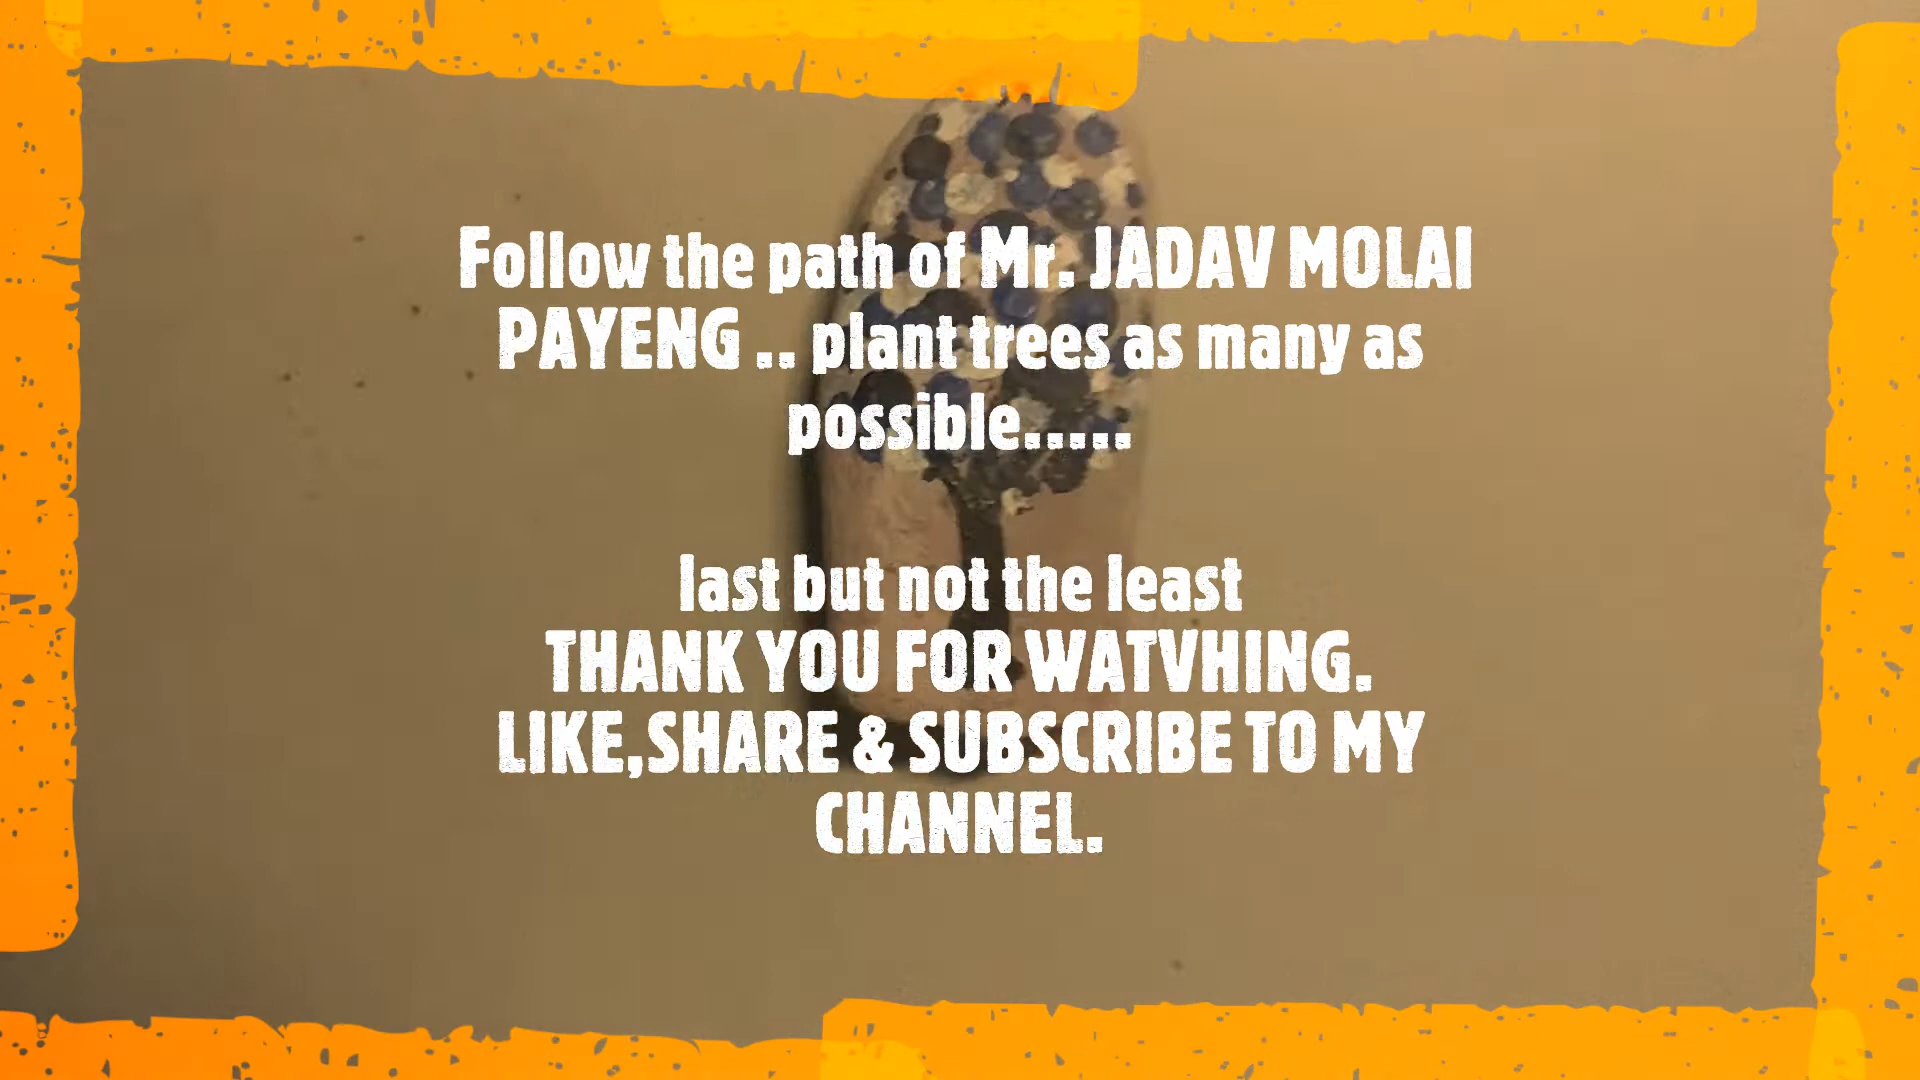 Follow the path of Mr. JADAV MOLAI
PAYENG .. plant trees as many as
possible.....
last but not the least
THANK YOU FOR WATVHING.
LIKE,SHARE & SUBSCRIBE TO MY
CHANNEL.